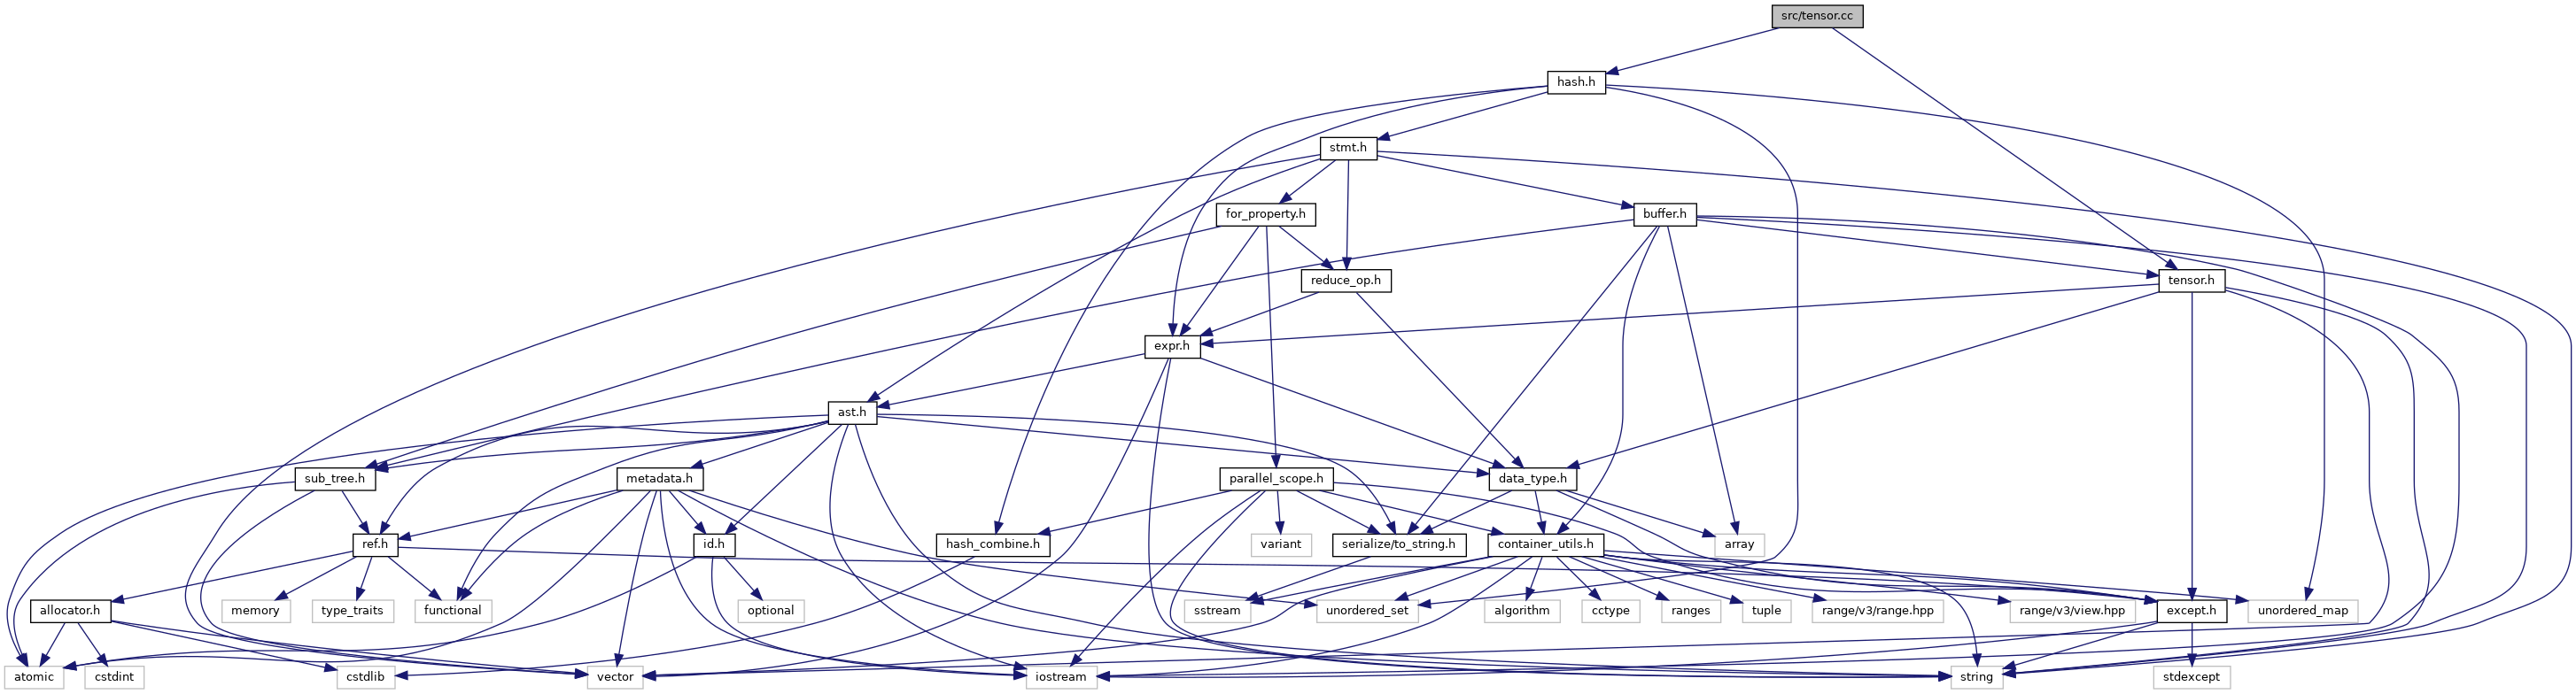 src/tensor.cc
hash.h
stmt.h
for_property.h
buffer.h
reduce_op.h
tensor.h
expr.h
ast.h
sub_tree.h
metadata.h
parallel_scope.h
data_type.h
ref.h
id.h
hash_combine.h
variant
serialize/to_string.h
container_utils.h
array
allocator.h
memory
type_traits
functional
optional
sstream
unordered_set
algorithm
cctype
ranges
tuple
range/v3/range.hpp
range/v3/view.hpp
except.h
unordered_map
atomic
cstdint
cstdlib
vector
iostream
string
stdexcept